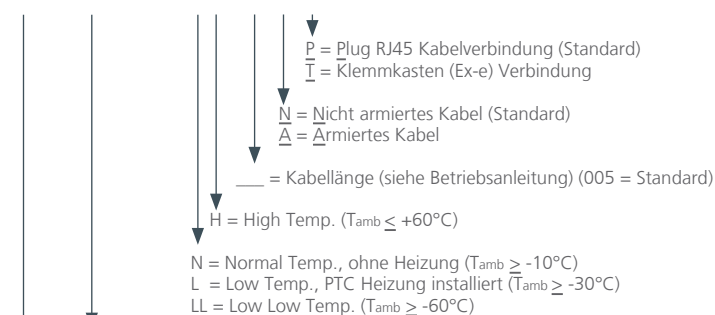 P = Plug RJ45 Kabelverbindung (Standard)
T = Klemmkasten (Ex-e) Verbindung
N = Nicht armiertes Kabel (Standard)
A = Armiertes Kabel
___ = Kabellänge (siehe Betriebsanleitung) (005 = Standard)
H = High Temp. (Tamb ≤ +60°C)
N = Normal Temp., ohne Heizung (Tamb ≥ -10°C)
L = Low Temp., PTC Heizung installiert (Tamb ≥ -30°C)
LL = Low Low Temp. (Tamb ≥ -60°C)